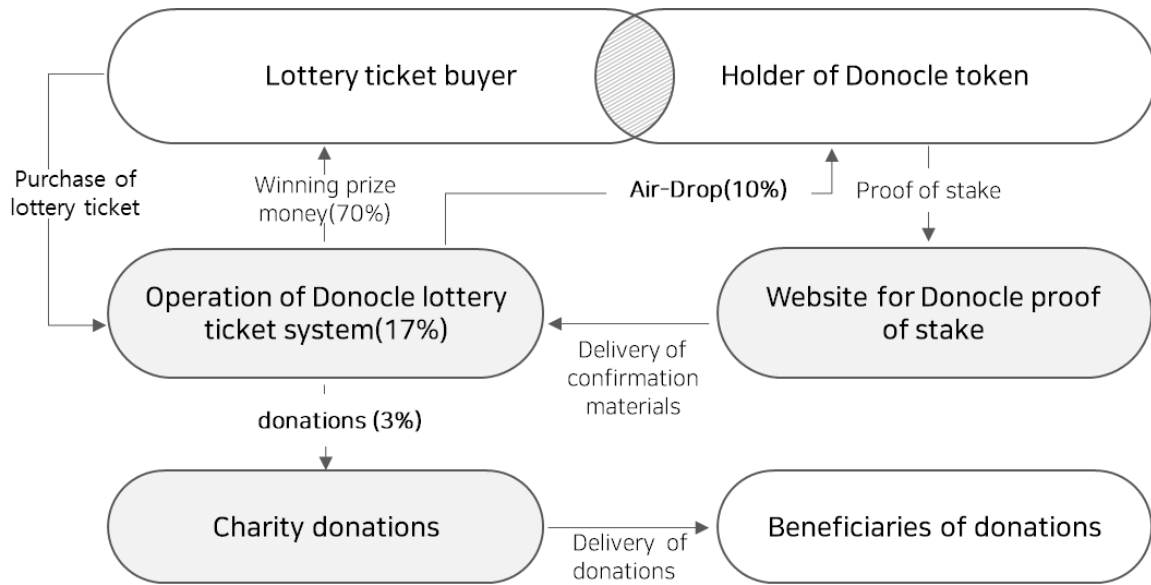 Lottery ticket buyer
Holder of Donocle token
Purchase of
lottery ticket
Winning prize
money(70%)
Air-Drop(10%)
Proof of stake
Operation of Donocle lottery
ticket system(17%)
Website for Donocle proof
of stake
Delivery of
confirmation
materials
donations (3%)
Charity donations
Delivery of
donations
Beneficiaries of donations